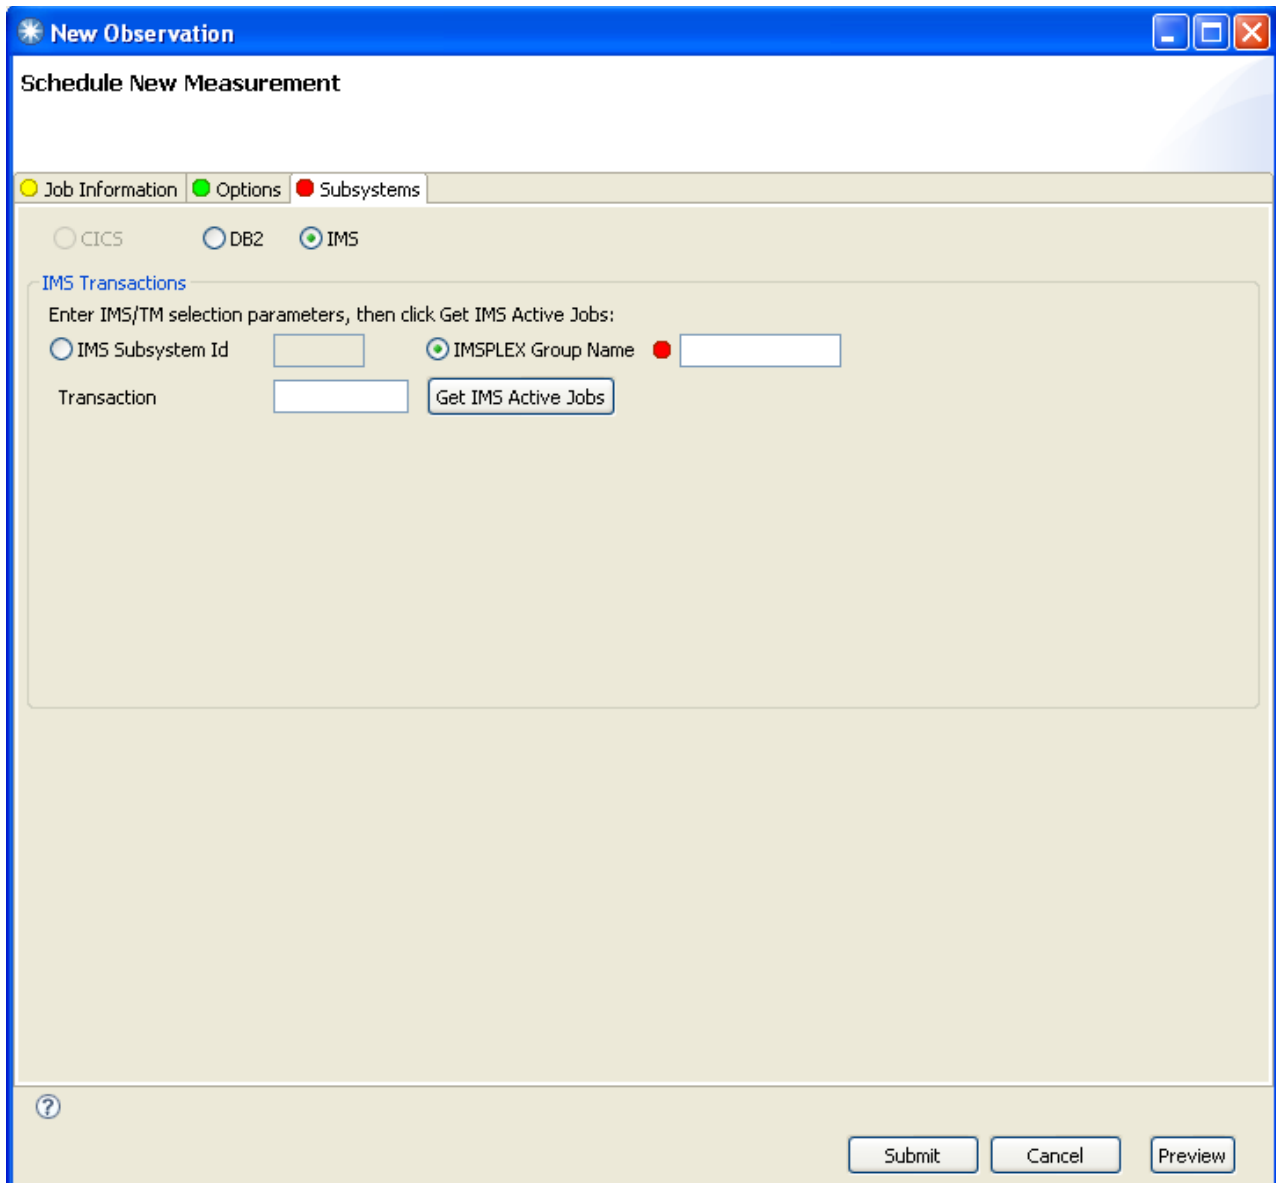 New Observation
Schedule New Measurement
Job Information Options Subsystems
CICS DB2 IMS
IMS Transactions
Enter IMS/TM selection parameters, then click Get IMS Active Jobs:
IMS Subsystem Id IMSPLEX Group Name
Transaction Get IMS Active Jobs
?
Submit Cancel Preview